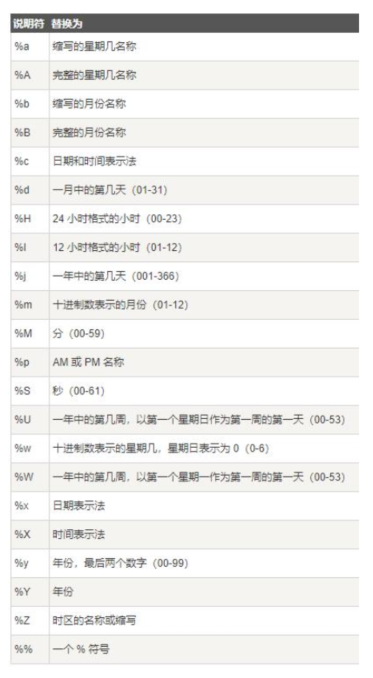 说明符 替换为
%a 缩写的星期几名称
%A 完整的星期几名称
%b 缩写的月份名称
%B 完整的月份名称
%c 日期和时间表示法
%d 一月中的第几天（01-31）
%H 24 小时格式的小时（00-23）
%I 12 小时格式的小时（01-12）
%j 一年中的第几天（001-366）
%m 十进制数表示的月份（01-12）
%M 分（00-59）
%p AM 或 PM 名称
%S 秒（00-61）
%U 一年中的第几周，以第一个星期日作为第一周的第一天（00-53）
%w 十进制数表示的星期几，星期日表示为 0（0-6）
%W 一年中的第几周，以第一个星期一作为第一周的第一天（00-53）
%x 日期表示法
%X 时间表示法
%y 年份，最后两个数字（00-99）
%Y 年份
%Z 时区的名称或缩写
%% 一个 % 符号